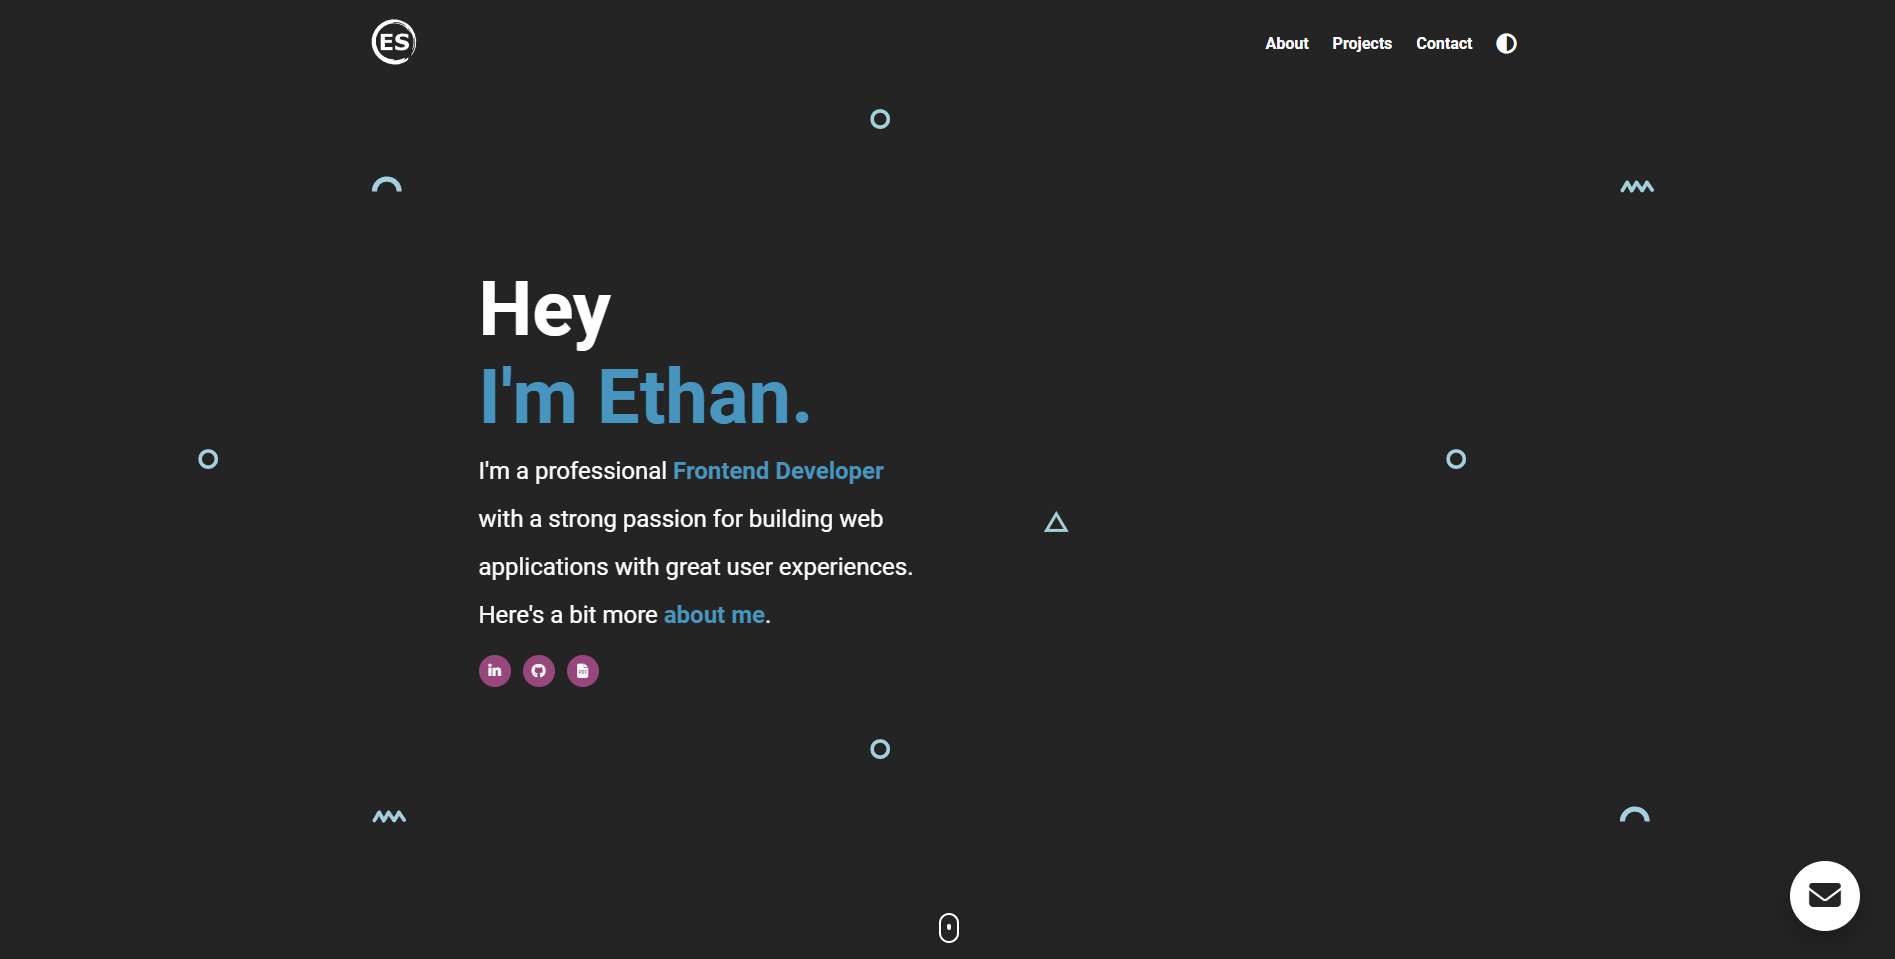 ES
About Projects Contact
Hey
I'm Ethan.
I'm a professional Frontend Developer
with a strong passion for building web
applications with great user experiences.
Here's a bit more about me.
in
PDF